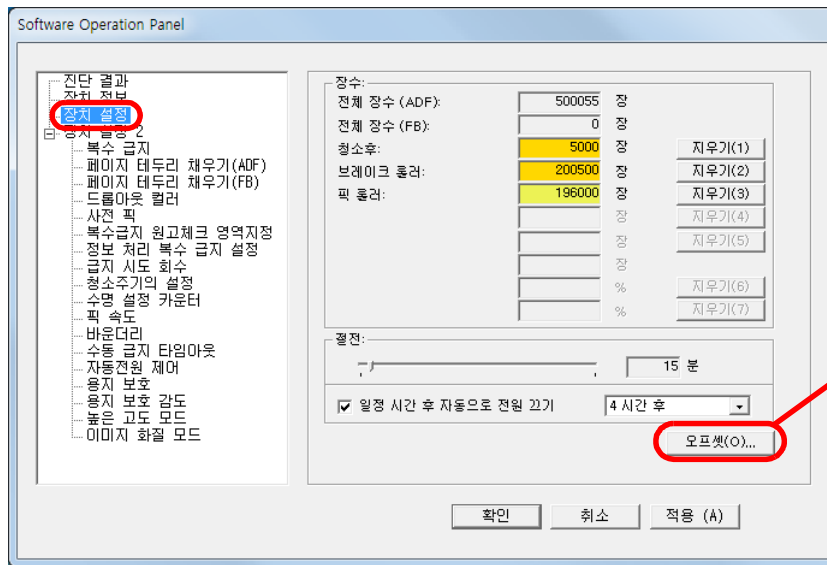 Software Operation Panel
진단 결과
장치 정보
장치 설정
장치 설정 2
복수 급지
페이지 테두리 채우기(ADF)
페이지 테두리 채우기(FB)
드롭아웃 컬러
사전 픽
복수급지 원고체크 영역지정
정보 처리 복수 급지 설정
급지 시도 회수
청소주기의 설정
수명 설정 카운터
픽 속도
바운더리
수동 급지 타임아웃
자동전원 제어
용지 보호
용지 보호 감도
높은 고도 모드
이미지 화질 모드
장수:
전체 장수 (ADF): 500055 장
전체 장수 (FB): 0 장
청소후: 5000 장 지우기(1)
브레이크 롤러: 200500 장 지우기(2)
픽 롤러: 196000 장 지우기(3)
장 지우기(4)
장 지우기(5)
장
% 지우기(6)
% 지우기(7)
절전:
15 분
일정 시간 후 자동으로 전원 끄기 4 시간 후
오프셋(O)...
확인 취소 적용 (A)